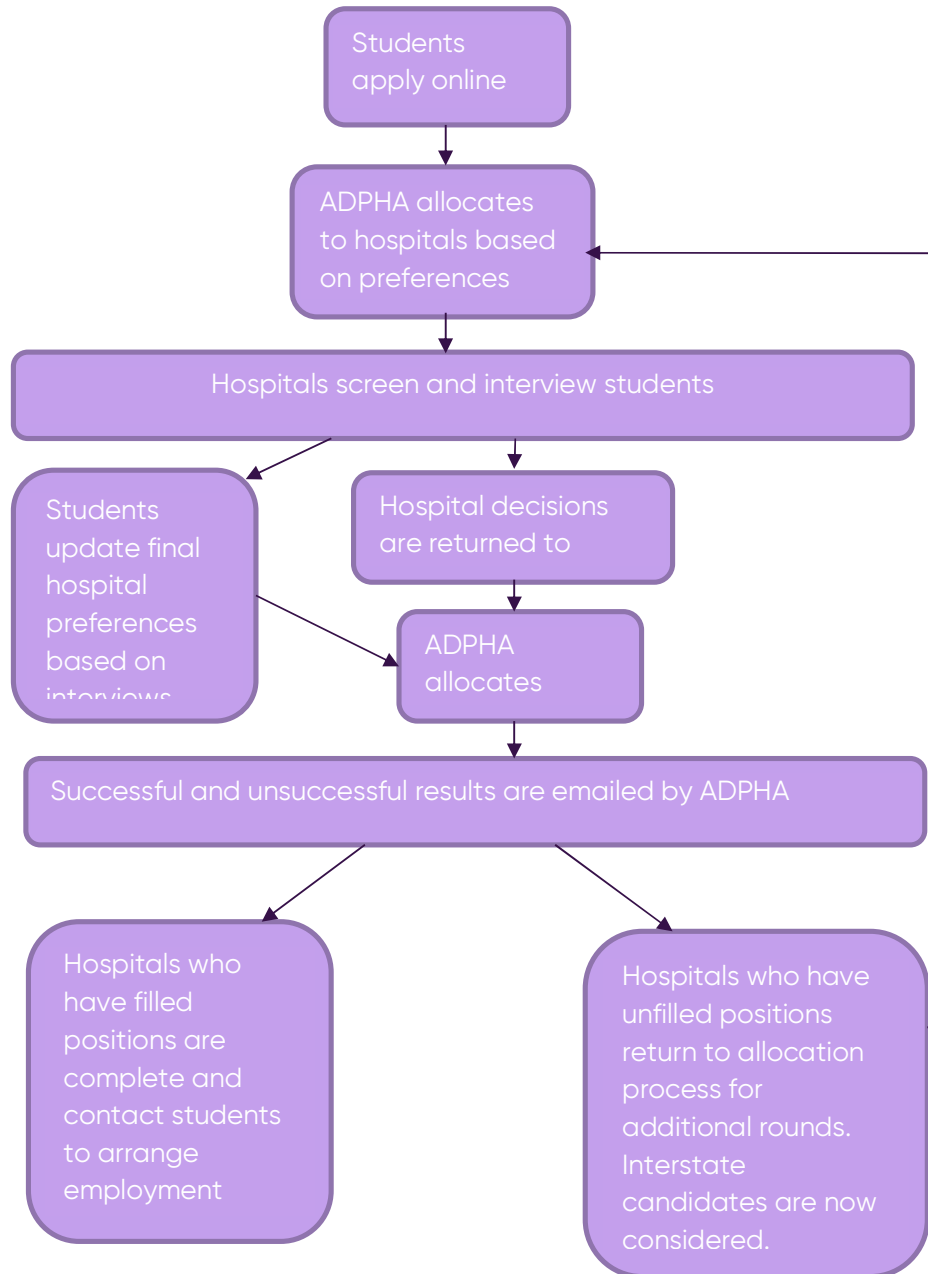 Students
apply online
ADPHA allocates
to hospitals based
on preferences
Hospitals screen and interview students
Students
update final
hospital
preferences
based on
interviews
Hospital decisions
are returned to
ADPHA
allocates
Successful and unsuccessful results are emailed by ADPHA
Hospitals who
have filled
positions are
complete and
contact students
to arrange
employment
Hospitals who have
unfilled positions
return to allocation
process for
additional rounds.
Interstate
candidates are now
considered.